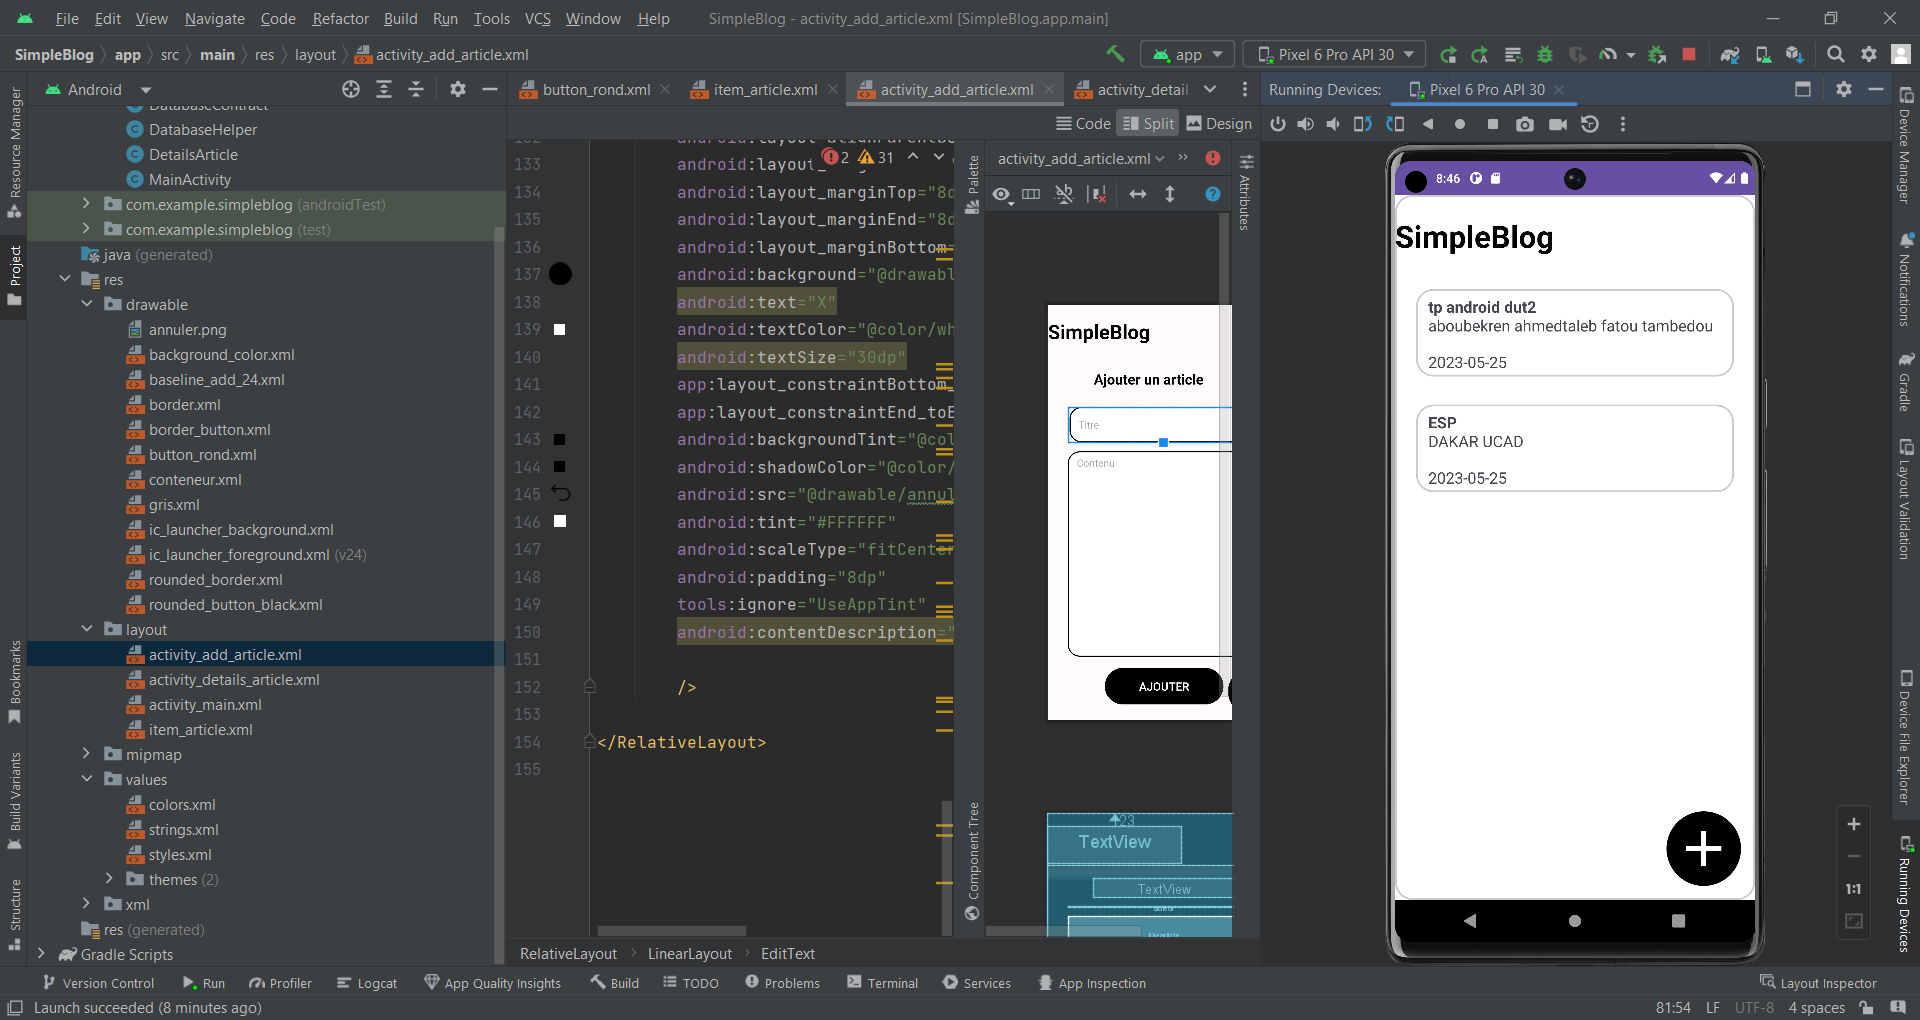 File Edit View Navigate Code Refactor Build Run Tools VCS Window Help SimpleBlog - activity_add_article.xml [SimpleBlog.app.main]
SimpleBlog app src main res layout activity_add_article.xml
app
Pixel 6 Pro API 30
Android
button_rond.xml
item_article.xml
activity_add_article.xml
activity_detail
Running Devices: Pixel 6 Pro API 30
Code Split Design
Resource Manager
Project
Bookmarks
Build Variants
Structure
DatabaseContract
DatabaseHelper
DetailsArticle
MainActivity
com.example.simpleblog (androidTest)
com.example.simpleblog (test)
java (generated)
res
drawable
annuler.png
background_color.xml
baseline_add_24.xml
border.xml
border_button.xml
button_rond.xml
conteneur.xml
gris.xml
ic_launcher_background.xml
ic_launcher_foreground.xml (v24)
rounded_border.xml
rounded_button_black.xml
layout
activity_add_article.xml
activity_details_article.xml
activity_main.xml
item_article.xml
mipmap
values
colors.xml
strings.xml
styles.xml
themes (2)
xml
res (generated)
Gradle Scripts
2 31
133 android:layout_
134 android:layout_marginTop="8d
135 android:layout_marginEnd="8d
136 android:layout_marginBottom=
137 android:background="@drawabl
138 android:text="X"
139 android:textColor="@color/wh
140 android:textSize="30dp"
141 app:layout_constraintBottom_
142 app:layout_constraintEnd_toE
143 android:backgroundTint="@col
144 android:shadowColor="@color/
145 android:src="@drawable/annul
146 android:tint="#FFFFFF"
147 android:scaleType="fitCenter
148 android:padding="8dp"
149 tools:ignore="UseAppTint"
150 android:contentDescription="
151
152 />
153
154 </RelativeLayout>
155
RelativeLayout LinearLayout EditText
Palette
Component Tree
activity_add_article.xml
Attributes
SimpleBlog
Ajouter un article
Titre
Contenu
AJOUTER
23
TextView
TextView
8:46
SimpleBlog
tp android dut2
aboubekren ahmedtaleb fatou tambedou
2023-05-25
ESP
DAKAR UCAD
2023-05-25
1:1
Device Manager
Notifications
Gradle
Layout Validation
Device File Explorer
Running Devices
Version Control Run Profiler Logcat App Quality Insights Build TODO Problems Terminal Services App Inspection Layout Inspector
Launch succeeded (8 minutes ago) 81:54 LF UTF-8 4 spaces